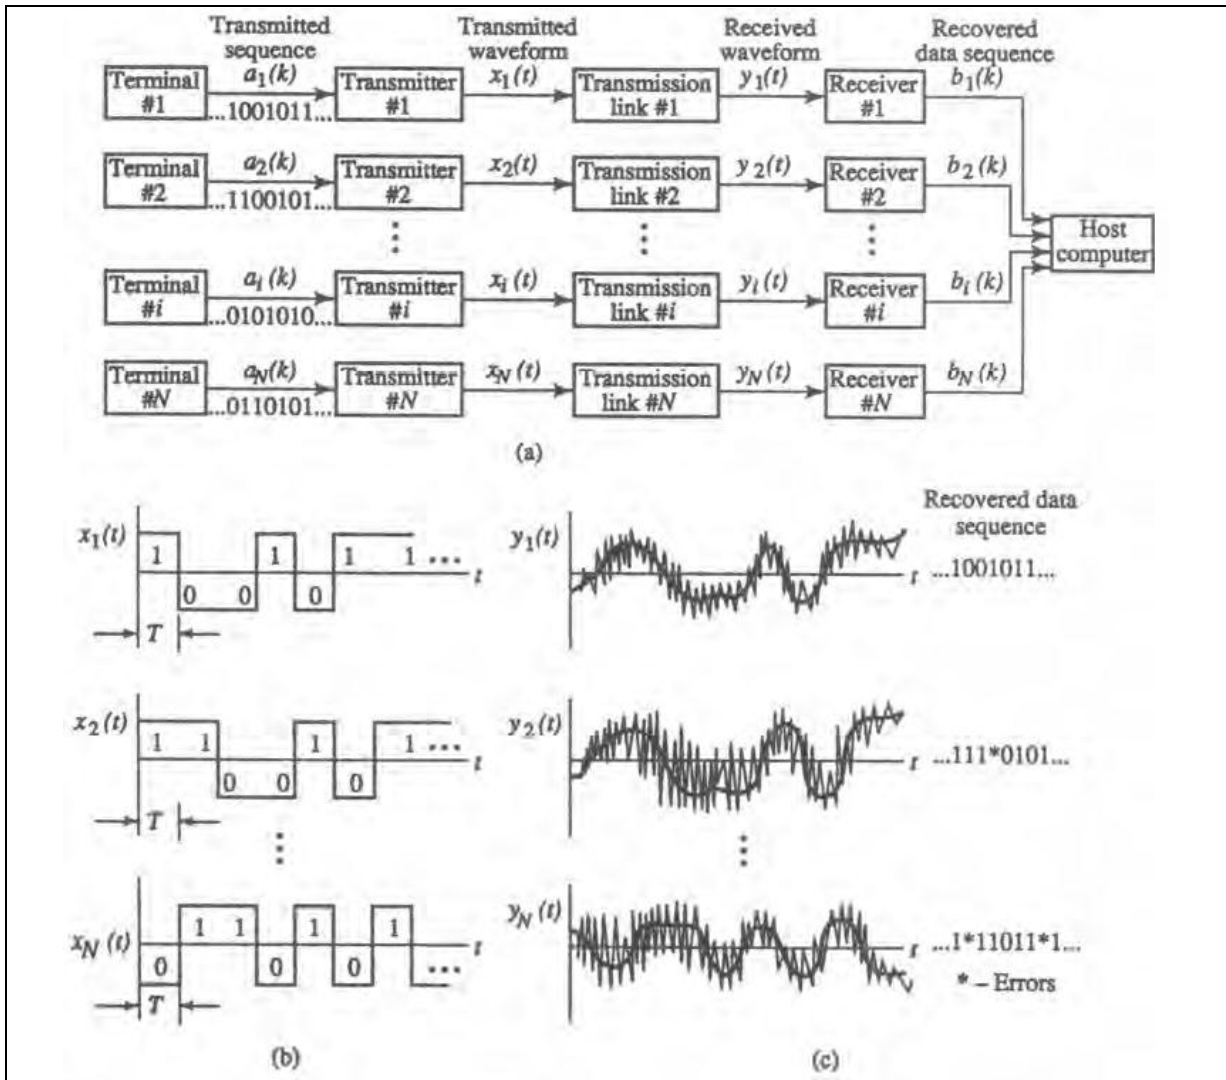 Transmitted sequence
Transmitted waveform
Received waveform
Recovered data sequence
Terminal #1
a1(k)
...1001011...
Transmitter #1
x1(t)
Transmission link #1
y1(t)
Receiver #1
b1(k)
Terminal #2
a2(k)
...1100101...
Transmitter #2
x2(t)
Transmission link #2
y2(t)
Receiver #2
b2(k)
Host computer
Terminal #i
ai(k)
...0101010...
Transmitter #i
xi(t)
Transmission link #i
yi(t)
Receiver #i
bi(k)
Terminal #N
aN(k)
...0110101...
Transmitter #N
xN(t)
Transmission link #N
yN(t)
Receiver #N
bN(k)
(a)
x1(t)
1 0 0 1 0 1 1 ...
t
T
y1(t)
t
Recovered data sequence
...1001011...
x2(t)
1 1 0 0 1 0 1 ...
t
T
y2(t)
t
...111*0101...
xN(t)
0 1 1 0 1 0 1 ...
t
T
yN(t)
t
...1*11011*1...
* – Errors
(b)
(c)